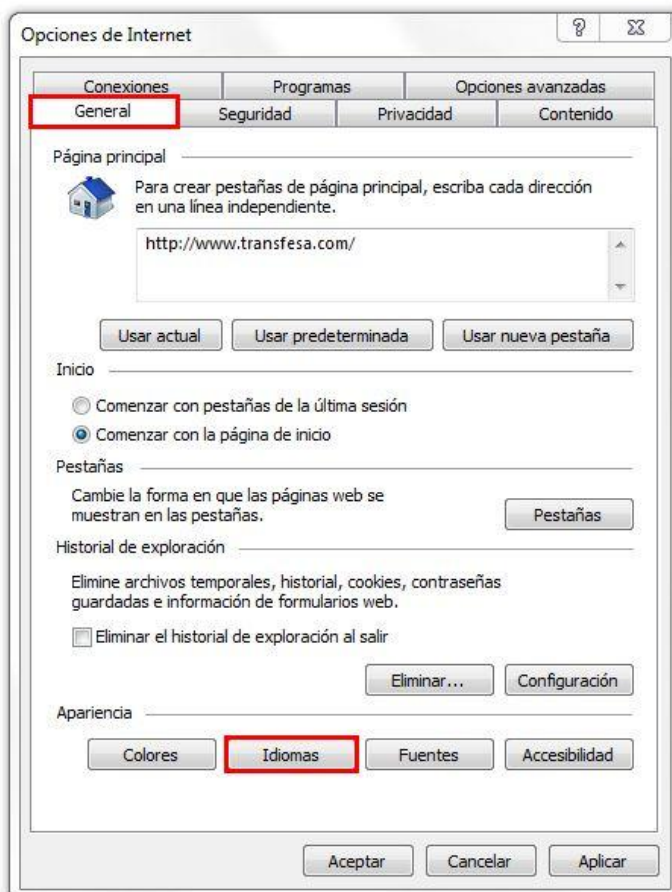 Opciones de Internet
Conexiones Programas Opciones avanzadas
General Seguridad Privacidad Contenido
Página principal
Para crear pestañas de página principal, escriba cada dirección
en una línea independiente.
http://www.transfesa.com/
Usar actual Usar predeterminada Usar nueva pestaña
Inicio
Comenzar con pestañas de la última sesión
Comenzar con la página de inicio
Pestañas
Cambie la forma en que las páginas web se
muestran en las pestañas.
Pestañas
Historial de exploración
Elimine archivos temporales, historial, cookies, contraseñas
guardadas e información de formularios web.
Eliminar el historial de exploración al salir
Eliminar... Configuración
Apariencia
Colores Idiomas Fuentes Accesibilidad
Aceptar Cancelar Aplicar